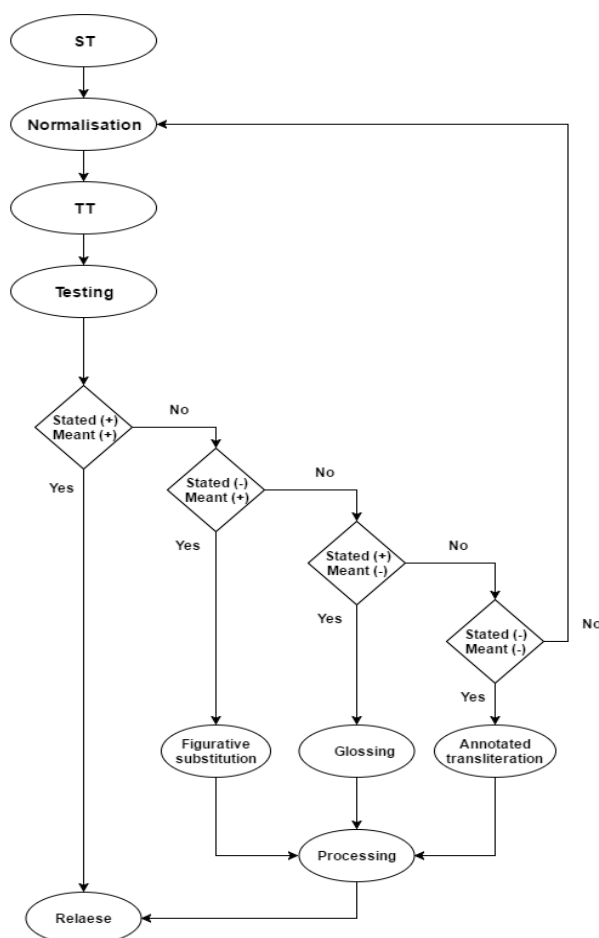 ST
Normalisation
TT
Testing
Stated (+)
Meant (+)
No
Yes
Stated (-)
Meant (+)
No
Yes
Stated (+)
Meant (-)
No
Yes
Stated (-)
Meant (-)
No
Yes
Figurative
substitution
Glossing
Annotated
transliteration
Processing
Relaese